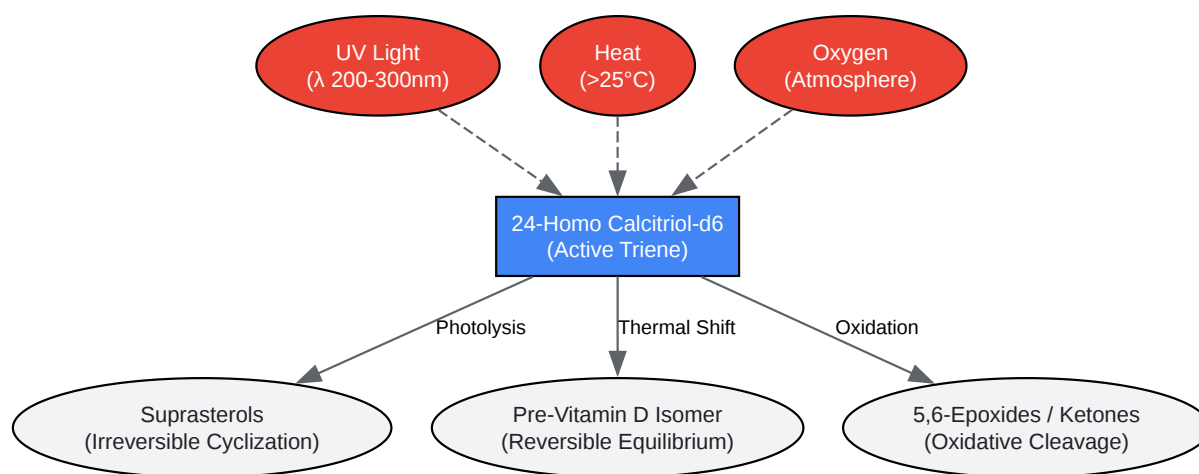 UV Light
(λ 200-300nm)
Heat
(>25°C)
Oxygen
(Atmosphere)
24-Homo Calcitriol-d6
(Active Triene)
Photolysis
Thermal Shift
Oxidation
Suprasterols
(Irreversible Cyclization)
Pre-Vitamin D Isomer
(Reversible Equilibrium)
5,6-Epoxides / Ketones
(Oxidative Cleavage)